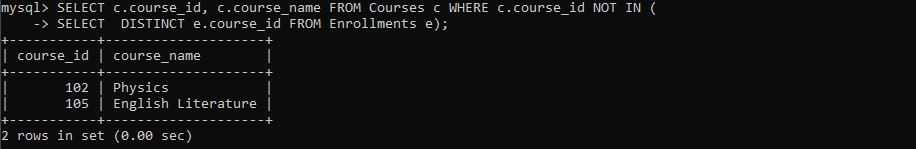 mysql> SELECT c.course_id, c.course_name FROM Courses c WHERE c.course_id NOT IN (
    -> SELECT  DISTINCT e.course_id FROM Enrollments e);
+-----------+--------------------+
| course_id | course_name        |
+-----------+--------------------+
|       102 | Physics            |
|       105 | English Literature |
+-----------+--------------------+
2 rows in set (0.00 sec)